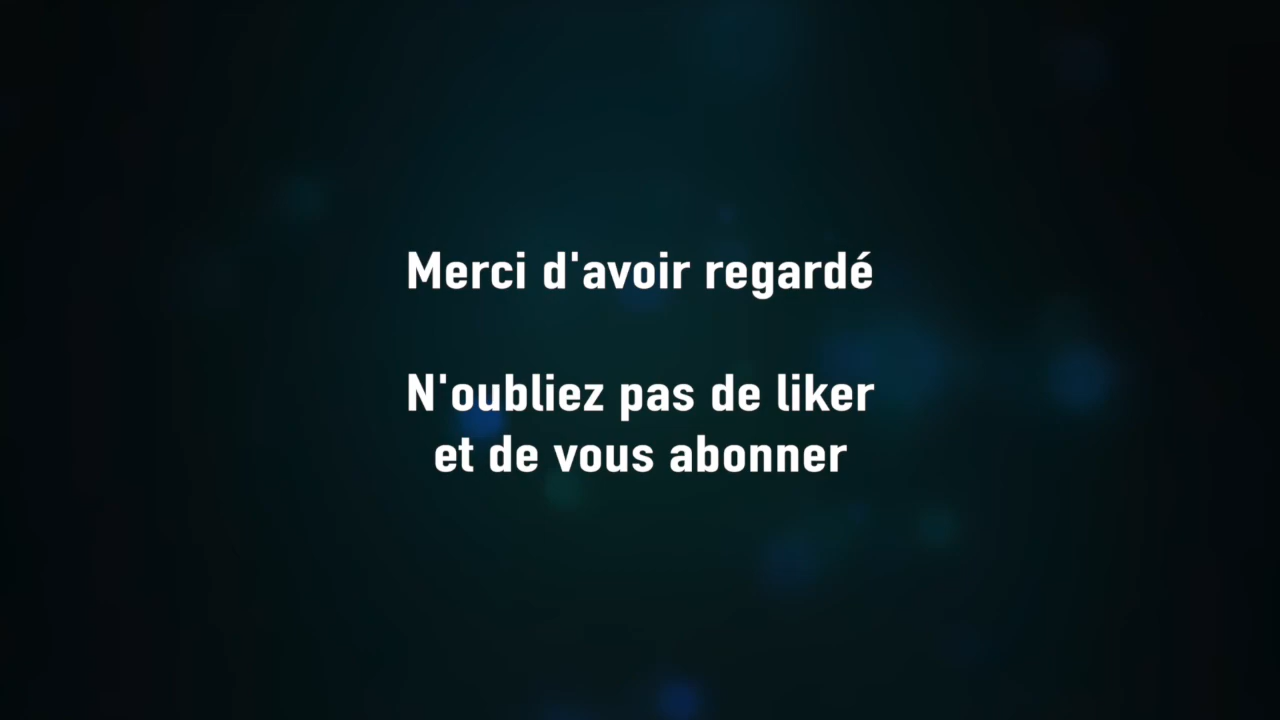 Merci d'avoir regardé
N'oubliez pas de liker
et de vous abonner